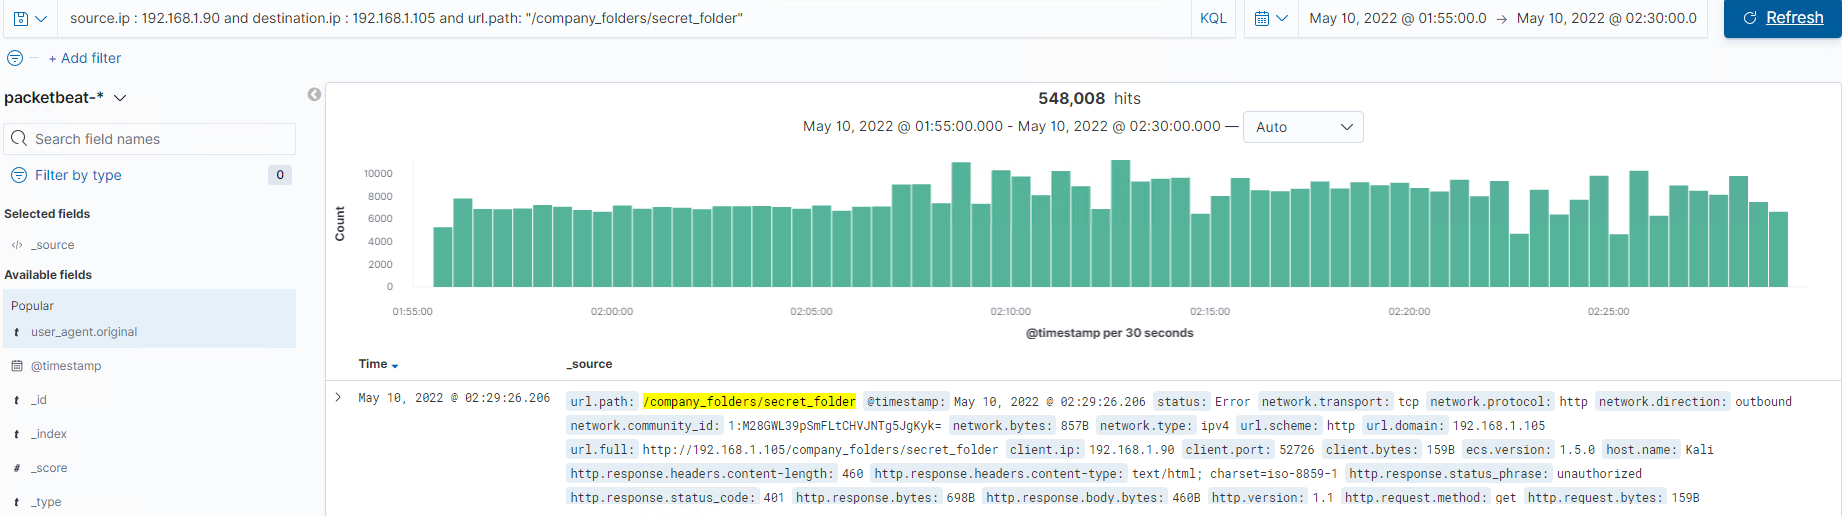 source.ip : 192.168.1.90 and destination.ip : 192.168.1.105 and url.path: "/company_folders/secret_folder"
KQL
May 10, 2022 @ 01:55:00.0 → May 10, 2022 @ 02:30:00.0
Refresh
+ Add filter
packetbeat-*
Search field names
Filter by type 0
Selected fields
</> _source
Available fields
Popular
t user_agent.original
@timestamp
t _id
t _index
# _score
t _type
548,008 hits
May 10, 2022 @ 01:55:00.000 - May 10, 2022 @ 02:30:00.000 — Auto
Count
10000
8000
6000
4000
2000
0
01:55:00 02:00:00 02:05:00 02:10:00 02:15:00 02:20:00 02:25:00
@timestamp per 30 seconds
Time _source
May 10, 2022 @ 02:29:26.206
url.path: /company_folders/secret_folder @timestamp: May 10, 2022 @ 02:29:26.206 status: Error network.transport: tcp network.protocol: http network.direction: outbound
network.community_id: 1:M28GWL39pSmFLtCHVJNTg5JgKyk= network.bytes: 857B network.type: ipv4 url.scheme: http url.domain: 192.168.1.105
url.full: http://192.168.1.105/company_folders/secret_folder client.ip: 192.168.1.90 client.port: 52726 client.bytes: 159B ecs.version: 1.5.0 host.name: Kali
http.response.headers.content-length: 460 http.response.headers.content-type: text/html; charset=iso-8859-1 http.response.status_phrase: unauthorized
http.response.status_code: 401 http.response.bytes: 698B http.response.body.bytes: 460B http.version: 1.1 http.request.method: get http.request.bytes: 159B